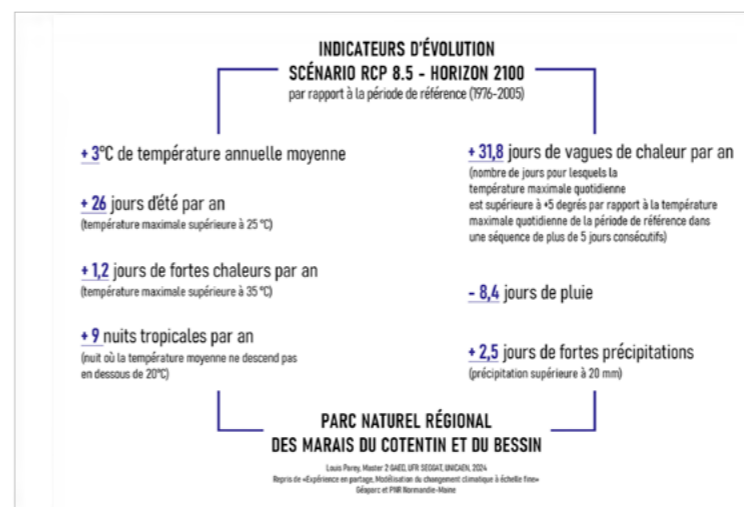 INDICATEURS D'ÉVOLUTION
SCÉNARIO RCP 8.5 - HORIZON 2100
par rapport à la période de référence (1976-2005)
+ 3°C de température annuelle moyenne
+ 26 jours d'été par an
(température maximale supérieure à 25 °C)
+ 1,2 jours de fortes chaleurs par an
(température maximale supérieure à 35 °C)
+ 9 nuits tropicales par an
(nuit où la température moyenne ne descend pas
en dessous de 20°C)
+ 31,8 jours de vagues de chaleur par an
(nombre de jours pour lesquels la
température maximale quotidienne
est supérieure à +5 degrés par rapport à la température
maximale quotidienne de la période de référence dans
une séquence de plus de 5 jours consécutifs)
- 8,4 jours de pluie
+ 2,5 jours de fortes précipitations
(précipitation supérieure à 20 mm)
PARC NATUREL RÉGIONAL
DES MARAIS DU COTENTIN ET DU BESSIN
Louis Parey, Master 2 GAED, UFR SEGGAT, UNICAEN, 2024
Repris de «Expérience en partage, Modélisation du changement climatique à échelle fine»
Géoparc et PNR Normandie-Maine